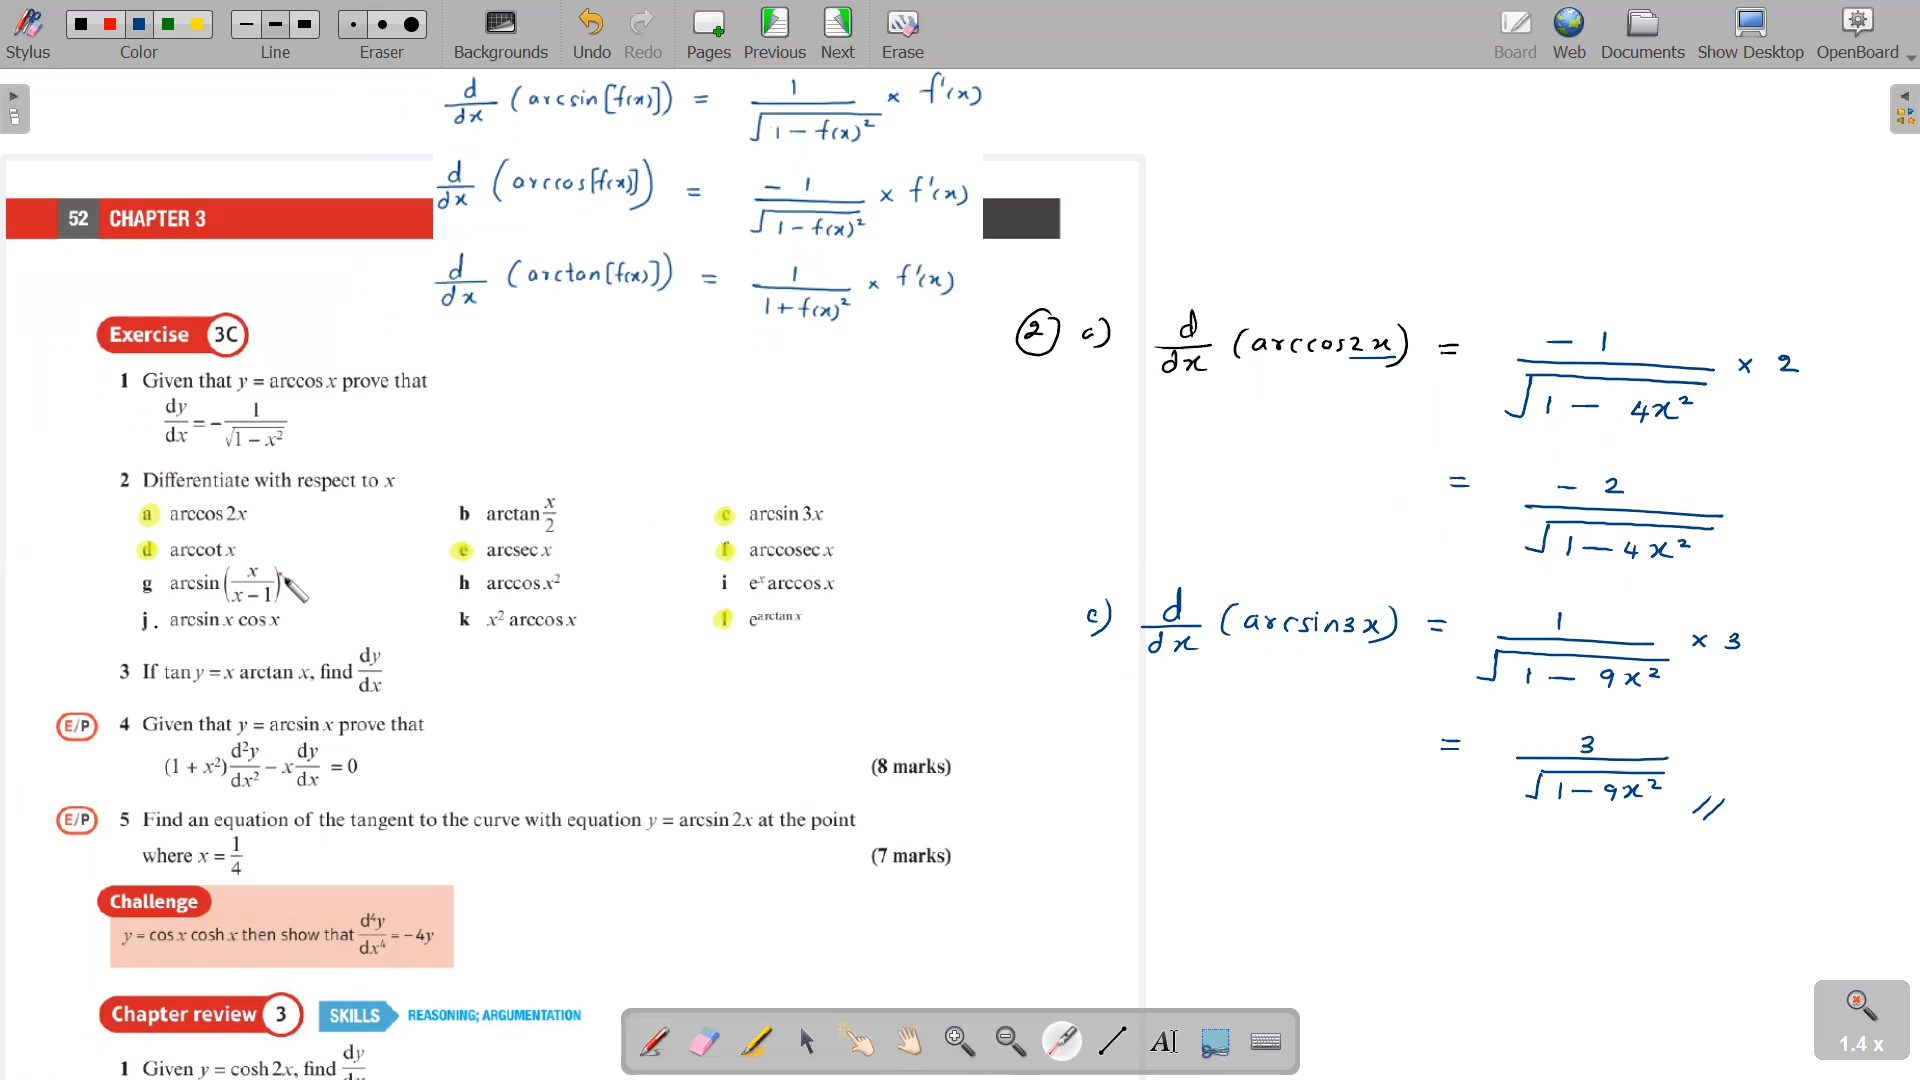 Stylus Color Line Eraser Backgrounds Undo Redo Pages Previous Next Erase Board Web Documents Show Desktop OpenBoard
d/dx (arcsin[f(x)]) = 1/√(1 − f(x)²) × f'(x)
d/dx (arccos[f(x)]) = −1/√(1 − f(x)²) × f'(x)
d/dx (arctan[f(x)]) = 1/(1 + f(x)²) × f'(x)
52 CHAPTER 3
Exercise 3C
1 Given that y = arccos x prove that
dy/dx = −1/√(1 − x²)
2 Differentiate with respect to x
a arccos 2x b arctan x/2 c arcsin 3x
d arccot x e arcsec x f arccosec x
g arcsin (x/(x − 1)) h arccos x² i eˣ arccos x
j . arcsin x cos x k x² arccos x l e^(arctan x)
3 If tan y = x arctan x, find dy/dx
E/P 4 Given that y = arcsin x prove that
(1 + x²) d²y/dx² − x dy/dx = 0 (8 marks)
E/P 5 Find an equation of the tangent to the curve with equation y = arcsin 2x at the point
where x = 1/4 (7 marks)
Challenge
y = cos x cosh x then show that d⁴y/dx⁴ = −4y
Chapter review 3 SKILLS REASONING; ARGUMENTATION
1 Given y = cosh 2x, find dy/dx
② a) d/dx (arccos2x) = −1/√(1 − 4x²) × 2
= −2/√(1 − 4x²)
c) d/dx (arcsin3x) = 1/√(1 − 9x²) × 3
= 3/√(1 − 9x²) //
1.4 x